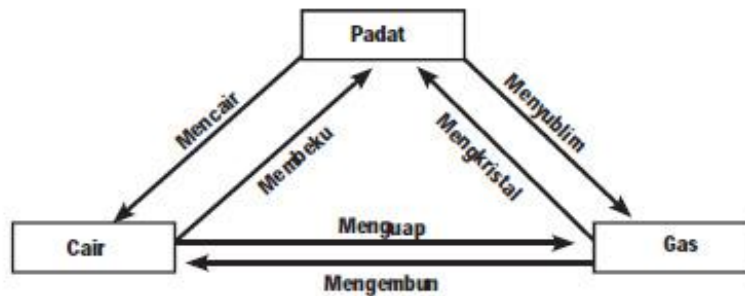 Padat
Mencair
Membeku
Mengkristal
Menyublim
Cair
Menguap
Gas
Mengembun